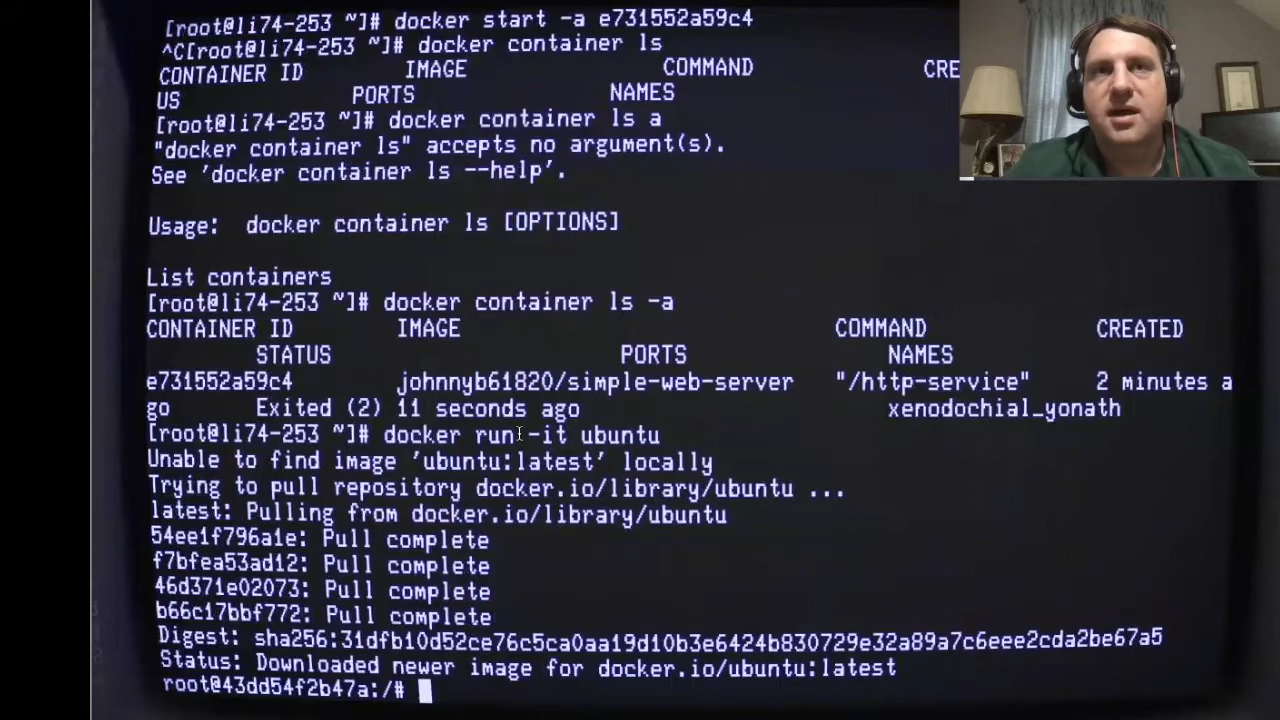 [root@li74-253 ~]# docker start -a e731552a59c4
^C[root@li74-253 ~]# docker container ls
CONTAINER ID IMAGE COMMAND CRE
US PORTS NAMES
[root@li74-253 ~]# docker container ls a
"docker container ls" accepts no argument(s).
See 'docker container ls --help'.
Usage: docker container ls [OPTIONS]
List containers
[root@li74-253 ~]# docker container ls -a
CONTAINER ID IMAGE COMMAND CREATED
STATUS PORTS NAMES
e731552a59c4 johnnyb61820/simple-web-server "/http-service" 2 minutes a
go Exited (2) 11 seconds ago xenodochial_yonath
[root@li74-253 ~]# docker run -it ubuntu
Unable to find image 'ubuntu:latest' locally
Trying to pull repository docker.io/library/ubuntu ...
latest: Pulling from docker.io/library/ubuntu
54ee1f796a1e: Pull complete
f7bfea53ad12: Pull complete
46d371e02073: Pull complete
b66c17bbf772: Pull complete
Digest: sha256:31dfb10d52ce76c5ca0aa19d10b3e6424b830729e32a89a7c6eee2cda2be67a5
Status: Downloaded newer image for docker.io/ubuntu:latest
root@43dd54f2b47a:/#